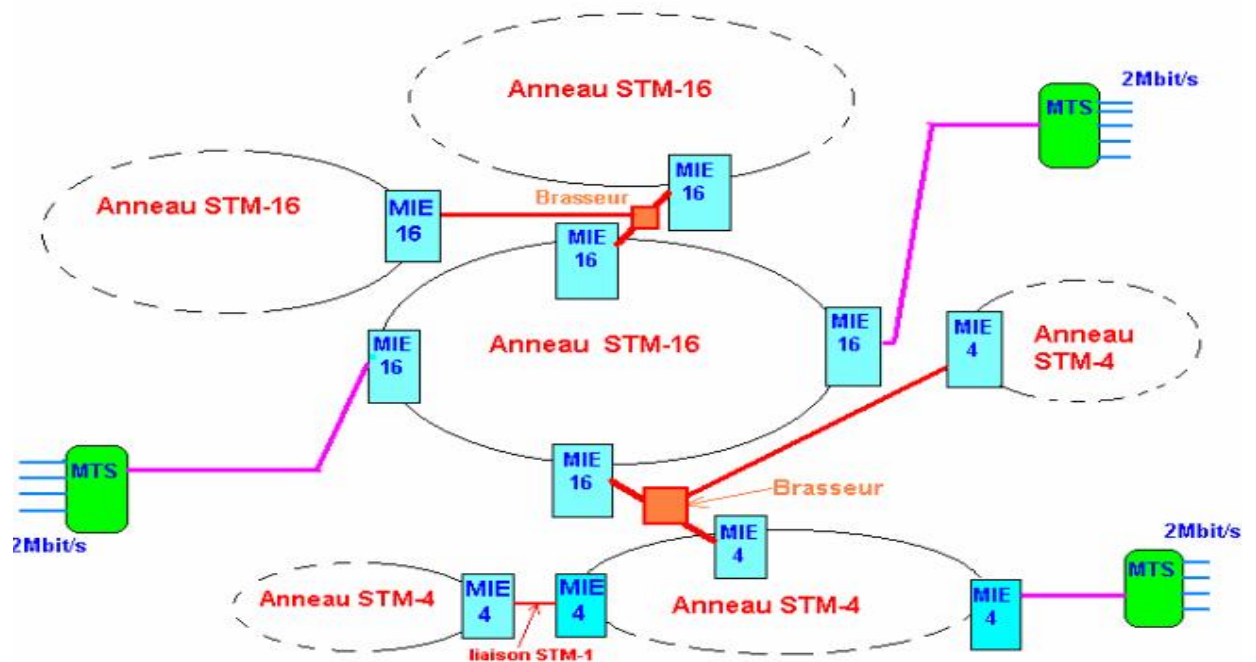 Anneau STM-16
2Mbit/s
MTS
Anneau STM-16
MIE
16
Brasseur
MIE
16
MIE
16
Anneau STM-16
MIE
16
MIE
16
MIE
4
Anneau
STM-4
MTS
2Mbit/s
MIE
16
Brasseur
MIE
4
Anneau STM-4
MIE
4
MIE
4
liaison STM-1
Anneau STM-4
MIE
4
MTS
2Mbit/s